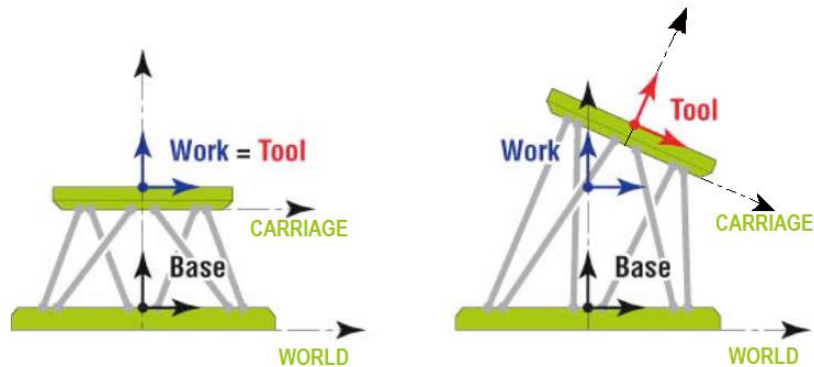 Work = Tool
CARRIAGE
Base
WORLD
Tool
Work
CARRIAGE
Base
WORLD